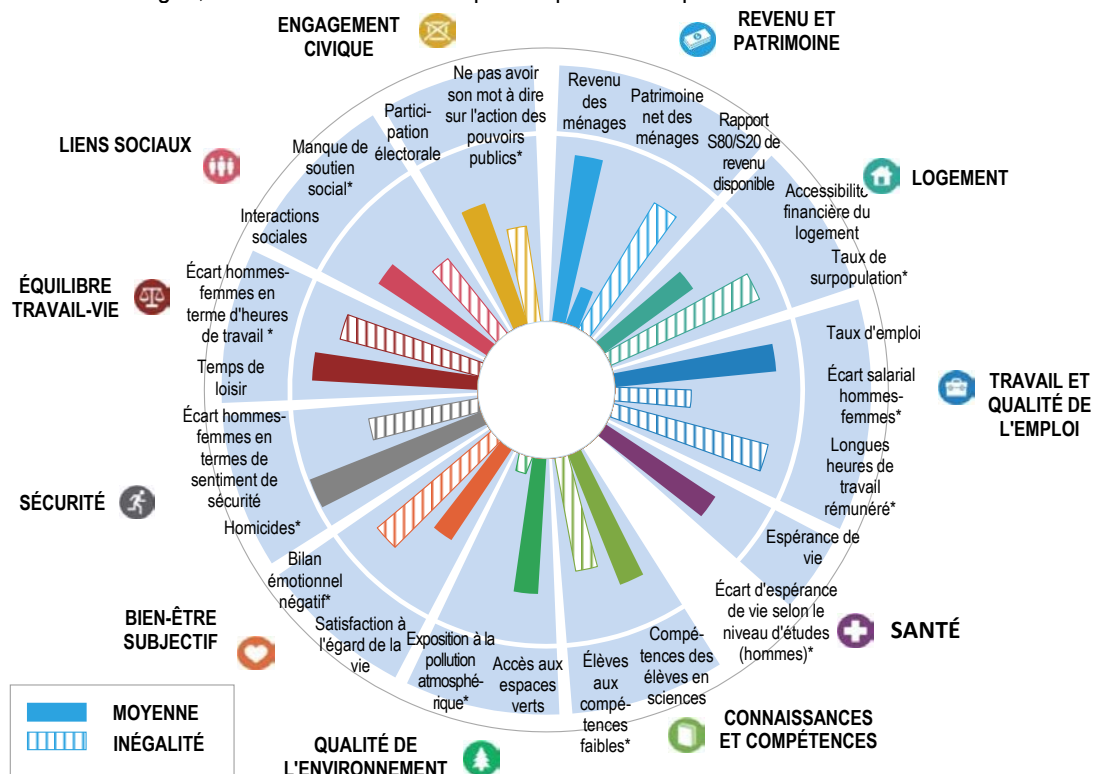 ENGAGEMENT
CIVIQUE
REVENU ET
PATRIMOINE
Ne pas avoir
son mot à dire
sur l'action des
pouvoirs
publics*
Revenu
des
ménages
Patrimoine
net des
ménages
Rapport
S80/S20 de
revenu
disponible
Partici-
pation
électorale
LIENS SOCIAUX
Manque de
soutien
social*
Interactions
sociales
LOGEMENT
Accessibilité
financière du
logement
Taux de
surpopulation*
ÉQUILIBRE
TRAVAIL-VIE
Écart hommes-
femmes en
terme d'heures
de travail *
Temps de
loisir
Taux d'emploi
Écart salarial
hommes-
femmes*
Longues
heures de
travail
rémunéré*
TRAVAIL ET
QUALITÉ DE
L'EMPLOI
SÉCURITÉ
Écart hommes-
femmes en
termes de
sentiment de
sécurité
Homicides*
Espérance de
vie
Écart d'espérance
de vie selon le
niveau d'études
(hommes)*
SANTÉ
BIEN-ÊTRE
SUBJECTIF
Bilan
émotionnel
négatif*
Satisfaction à
l'égard de la
vie
Exposition à la
pollution
atmosphé-
rique*
Accès aux
espaces
verts
Élèves
aux
compé-
tences
faibles*
Compé-
tences des
élèves en
sciences
CONNAISSANCES
ET COMPÉTENCES
QUALITÉ DE
L'ENVIRONNEMENT
MOYENNE
INÉGALITÉ